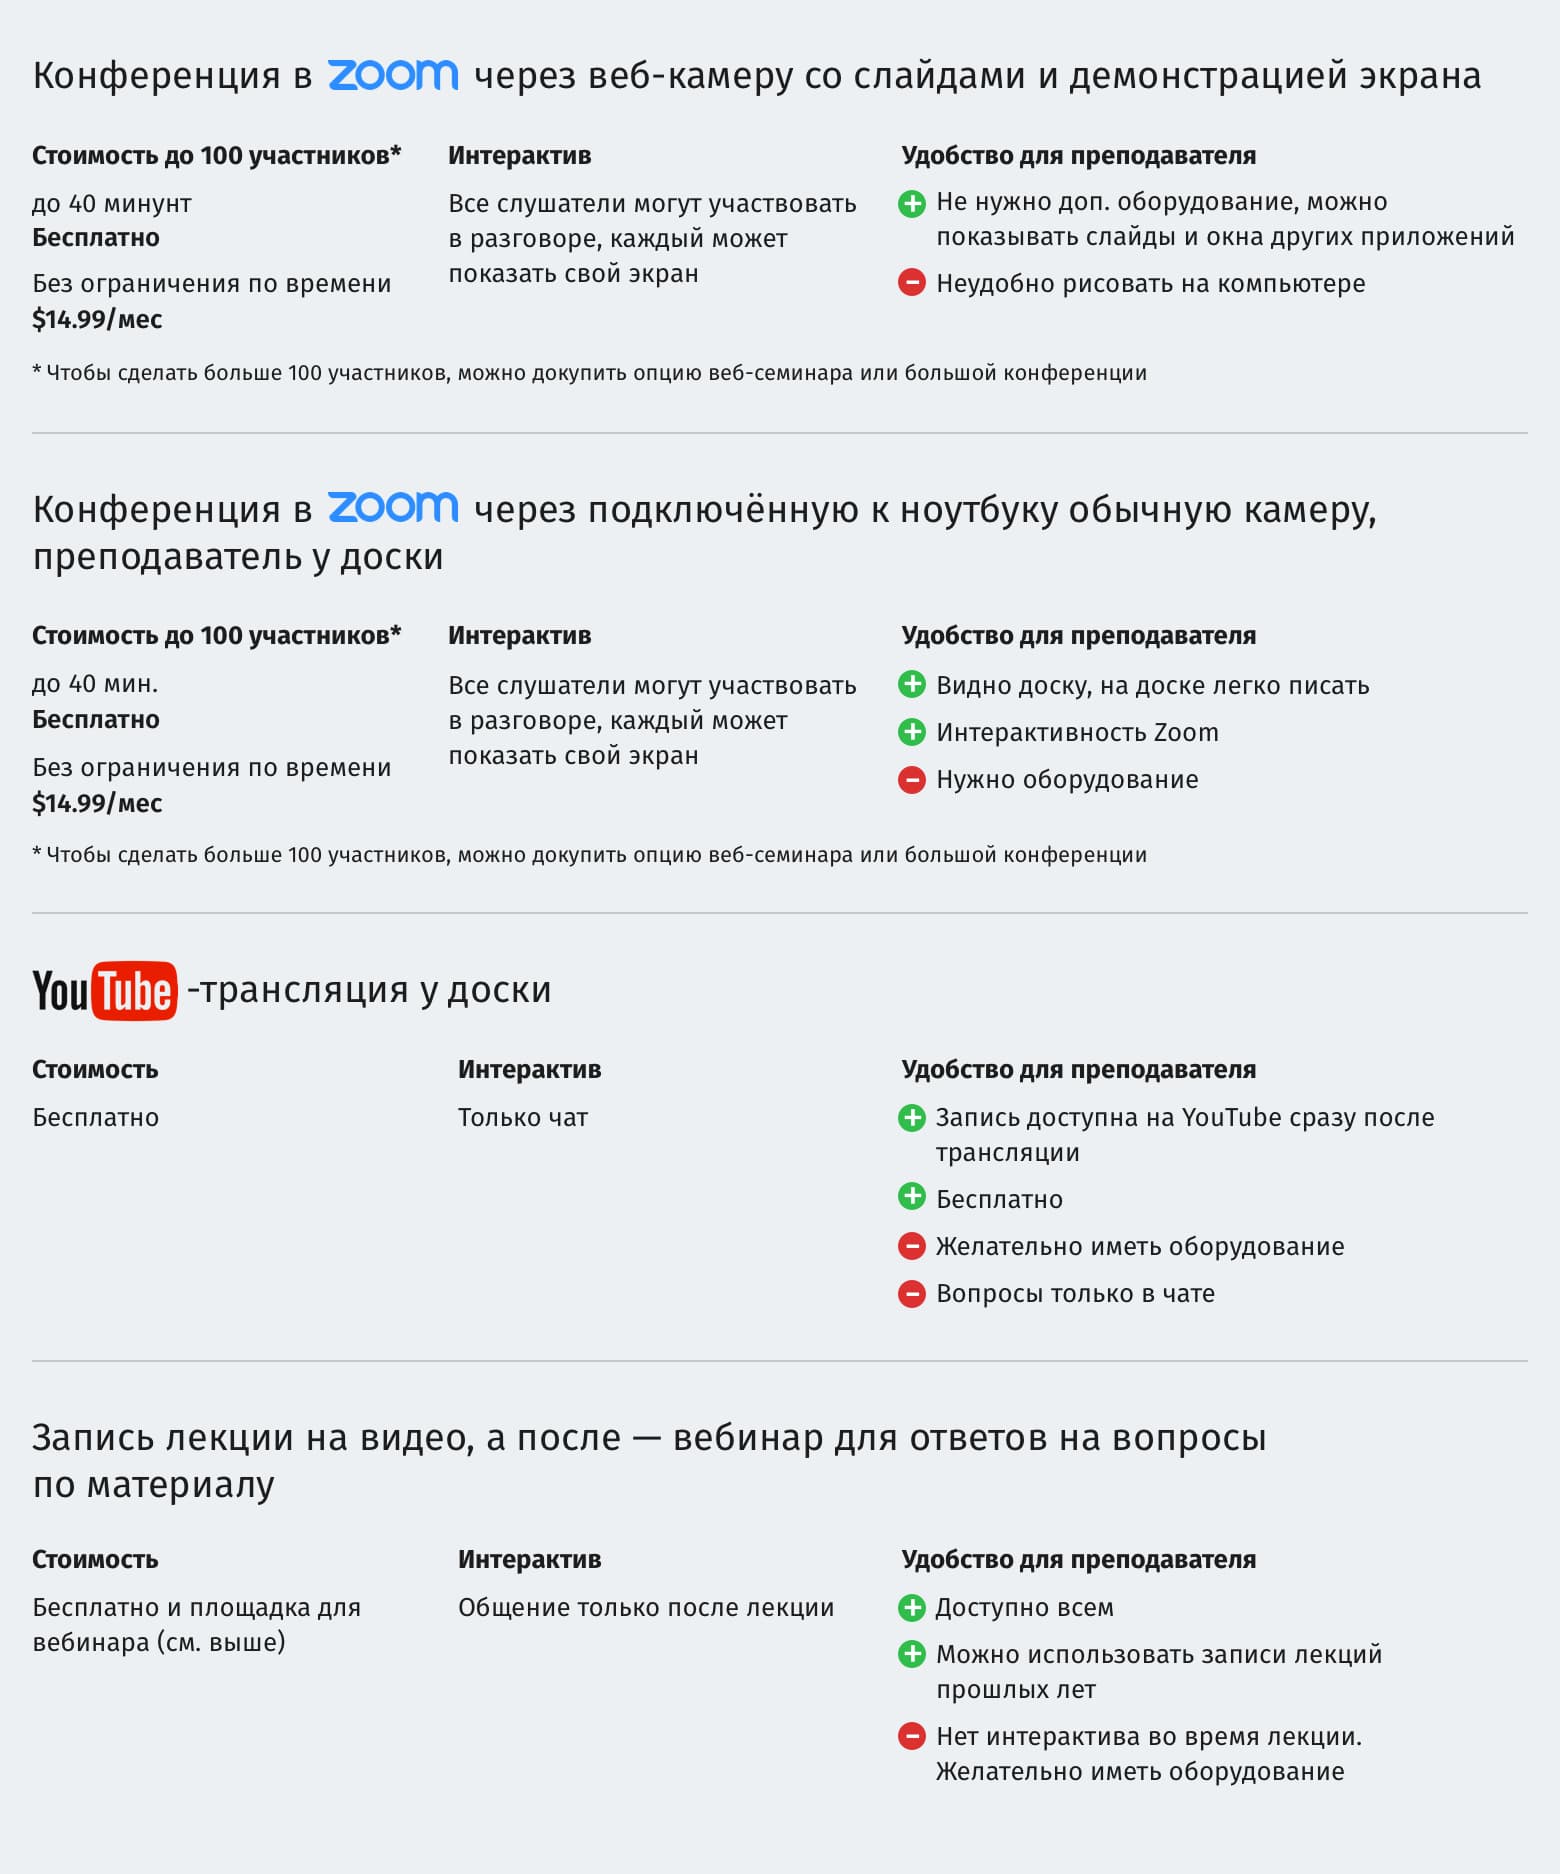 Конференция в zoom через веб-камеру со слайдами и демонстрацией экрана
Стоимость до 100 участников*
до 40 минунт
Бесплатно
Без ограничения по времени
$14.99/мес
Интерактив
Все слушатели могут участвовать
в разговоре, каждый может
показать свой экран
Удобство для преподавателя
Не нужно доп. оборудование, можно
показывать слайды и окна других приложений
Неудобно рисовать на компьютере
* Чтобы сделать больше 100 участников, можно докупить опцию веб-семинара или большой конференции
Конференция в zoom через подключённую к ноутбуку обычную камеру,
преподаватель у доски
Стоимость до 100 участников*
до 40 мин.
Бесплатно
Без ограничения по времени
$14.99/мес
Интерактив
Все слушатели могут участвовать
в разговоре, каждый может
показать свой экран
Удобство для преподавателя
Видно доску, на доске легко писать
Интерактивность Zoom
Нужно оборудование
* Чтобы сделать больше 100 участников, можно докупить опцию веб-семинара или большой конференции
YouTube -трансляция у доски
Стоимость
Бесплатно
Интерактив
Только чат
Удобство для преподавателя
Запись доступна на YouTube сразу после
трансляции
Бесплатно
Желательно иметь оборудование
Вопросы только в чате
Запись лекции на видео, а после — вебинар для ответов на вопросы
по материалу
Стоимость
Бесплатно и площадка для
вебинара (см. выше)
Интерактив
Общение только после лекции
Удобство для преподавателя
Доступно всем
Можно использовать записи лекций
прошлых лет
Нет интерактива во время лекции.
Желательно иметь оборудование